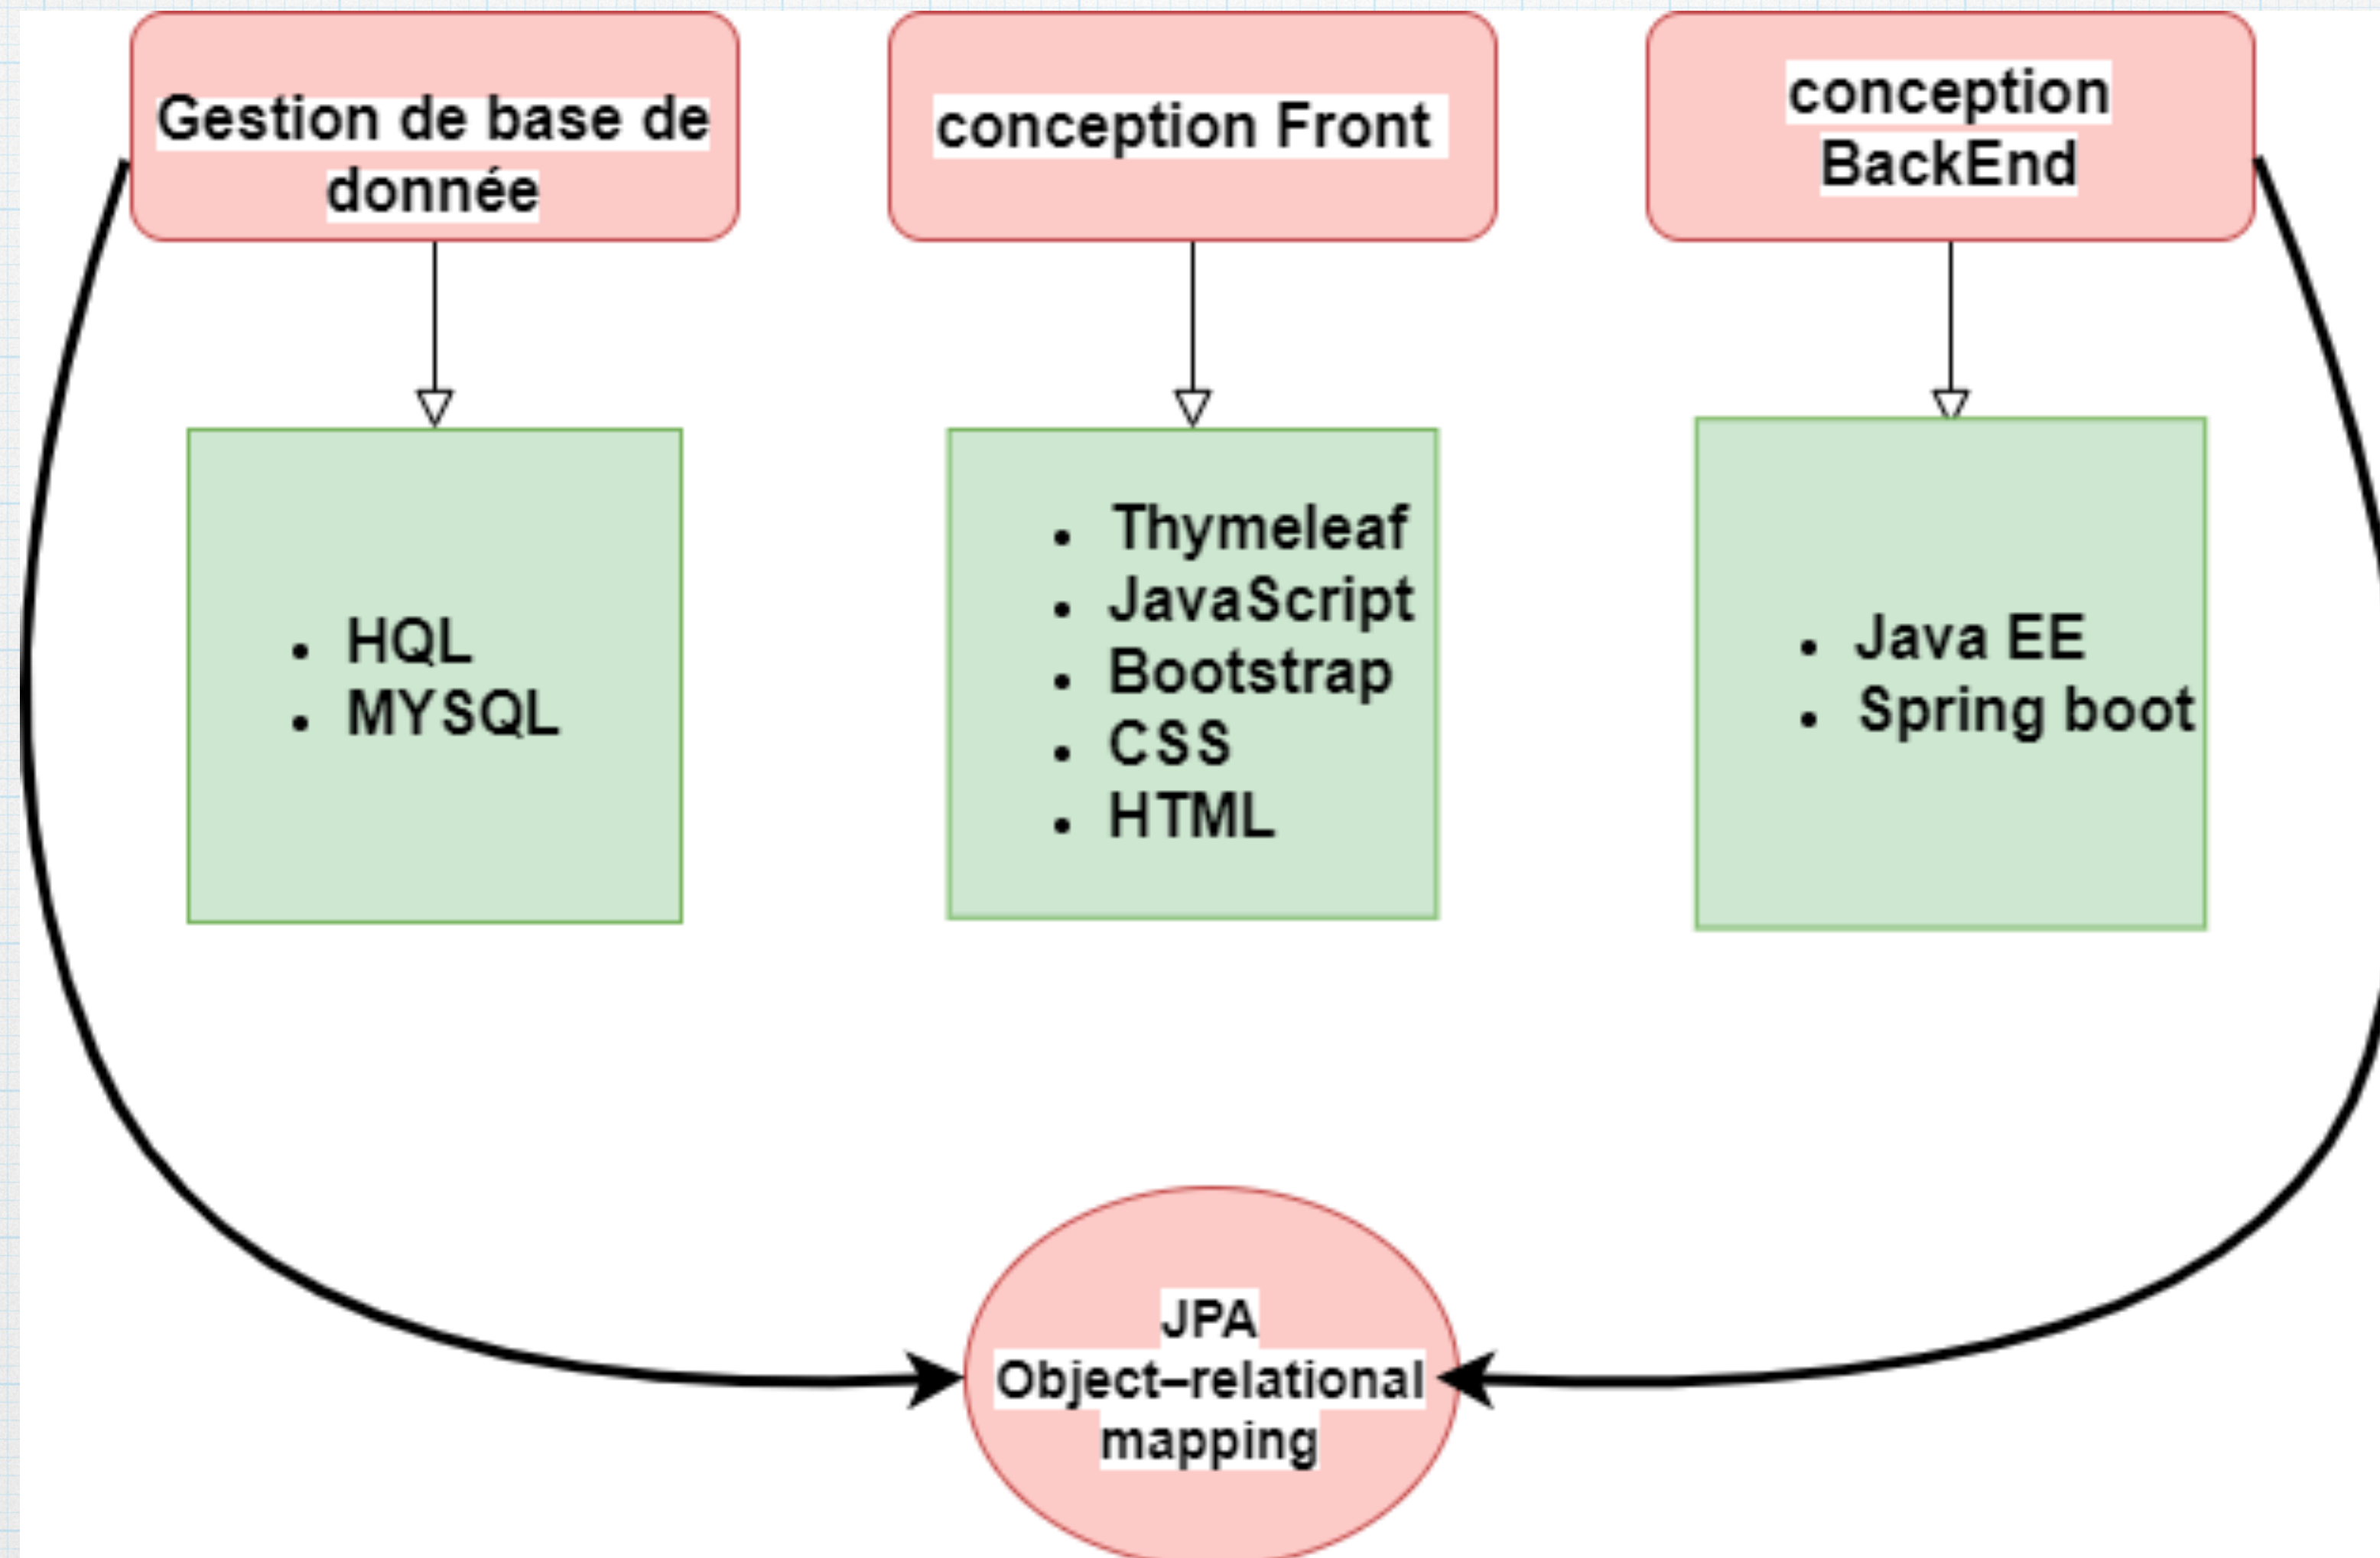 Gestion de base de
donnée
conception Front
conception
BackEnd
HQL
MYSQL
Thymeleaf
JavaScript
Bootstrap
CSS
HTML
Java EE
Spring boot
JPA
Object–relational
mapping